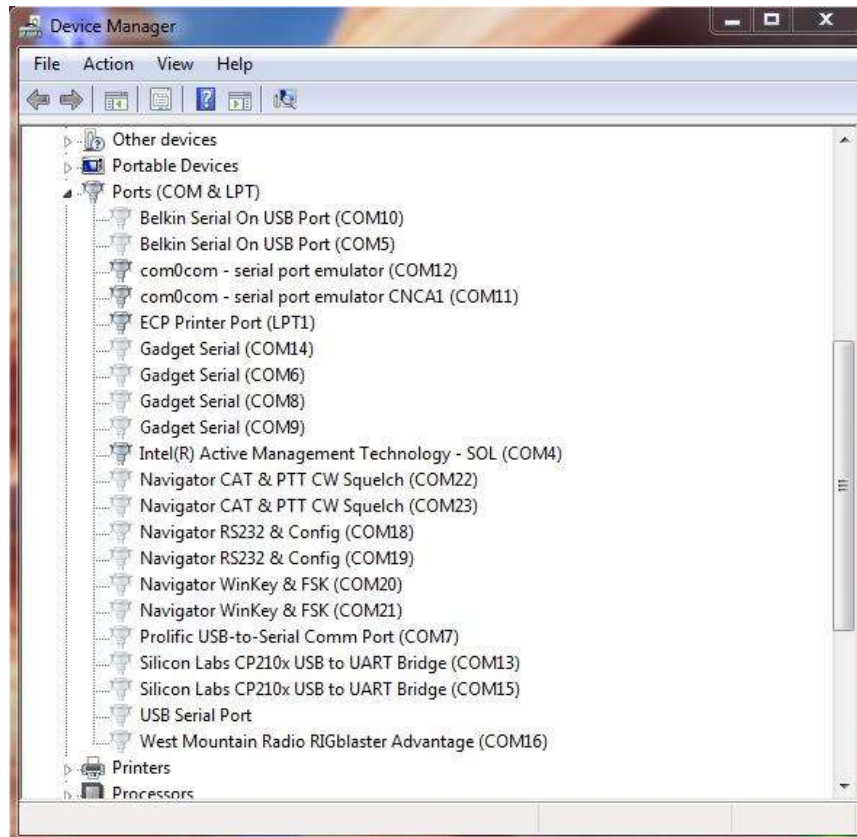 Device Manager
File Action View Help
Other devices
Portable Devices
Ports (COM & LPT)
Belkin Serial On USB Port (COM10)
Belkin Serial On USB Port (COM5)
com0com - serial port emulator (COM12)
com0com - serial port emulator CNCA1 (COM11)
ECP Printer Port (LPT1)
Gadget Serial (COM14)
Gadget Serial (COM6)
Gadget Serial (COM8)
Gadget Serial (COM9)
Intel(R) Active Management Technology - SOL (COM4)
Navigator CAT & PTT CW Squelch (COM22)
Navigator CAT & PTT CW Squelch (COM23)
Navigator RS232 & Config (COM18)
Navigator RS232 & Config (COM19)
Navigator WinKey & FSK (COM20)
Navigator WinKey & FSK (COM21)
Prolific USB-to-Serial Comm Port (COM7)
Silicon Labs CP210x USB to UART Bridge (COM13)
Silicon Labs CP210x USB to UART Bridge (COM15)
USB Serial Port
West Mountain Radio RIGblaster Advantage (COM16)
Printers
Processors